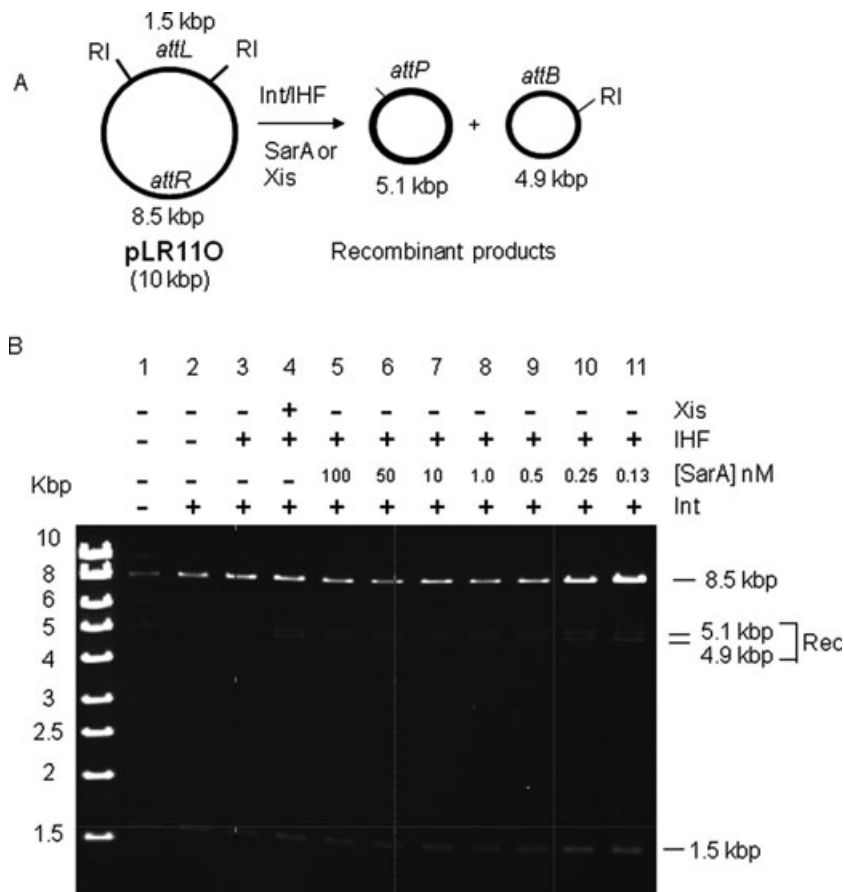 A
1.5 kbp
attL
RI RI
attR
8.5 kbp
pLR11O
(10 kbp)
Int/IHF
SarA or
Xis
attP
5.1 kbp
+
attB
RI
4.9 kbp
Recombinant products
B
1 2 3 4 5 6 7 8 9 10 11
- - - + - - - - - - - Xis
- - + + + + + + + + + IHF
- - - - 100 50 10 1.0 0.5 0.25 0.13 [SarA] nM
- + + + + + + + + + + Int
Kbp
10
8
6
5
4
3
2.5
2
1.5
8.5 kbp
5.1 kbp
4.9 kbp
Rec
1.5 kbp